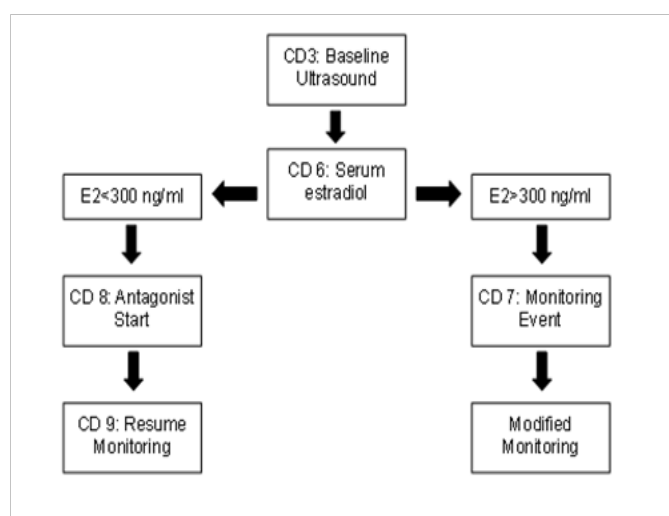 CD3: Baseline
Ultrasound
CD 6: Serum
estradiol
E2<300 ng/ml
E2>300 ng/ml
CD 8: Antagonist
Start
CD 7: Monitoring
Event
CD 9: Resume
Monitoring
Modified
Monitoring